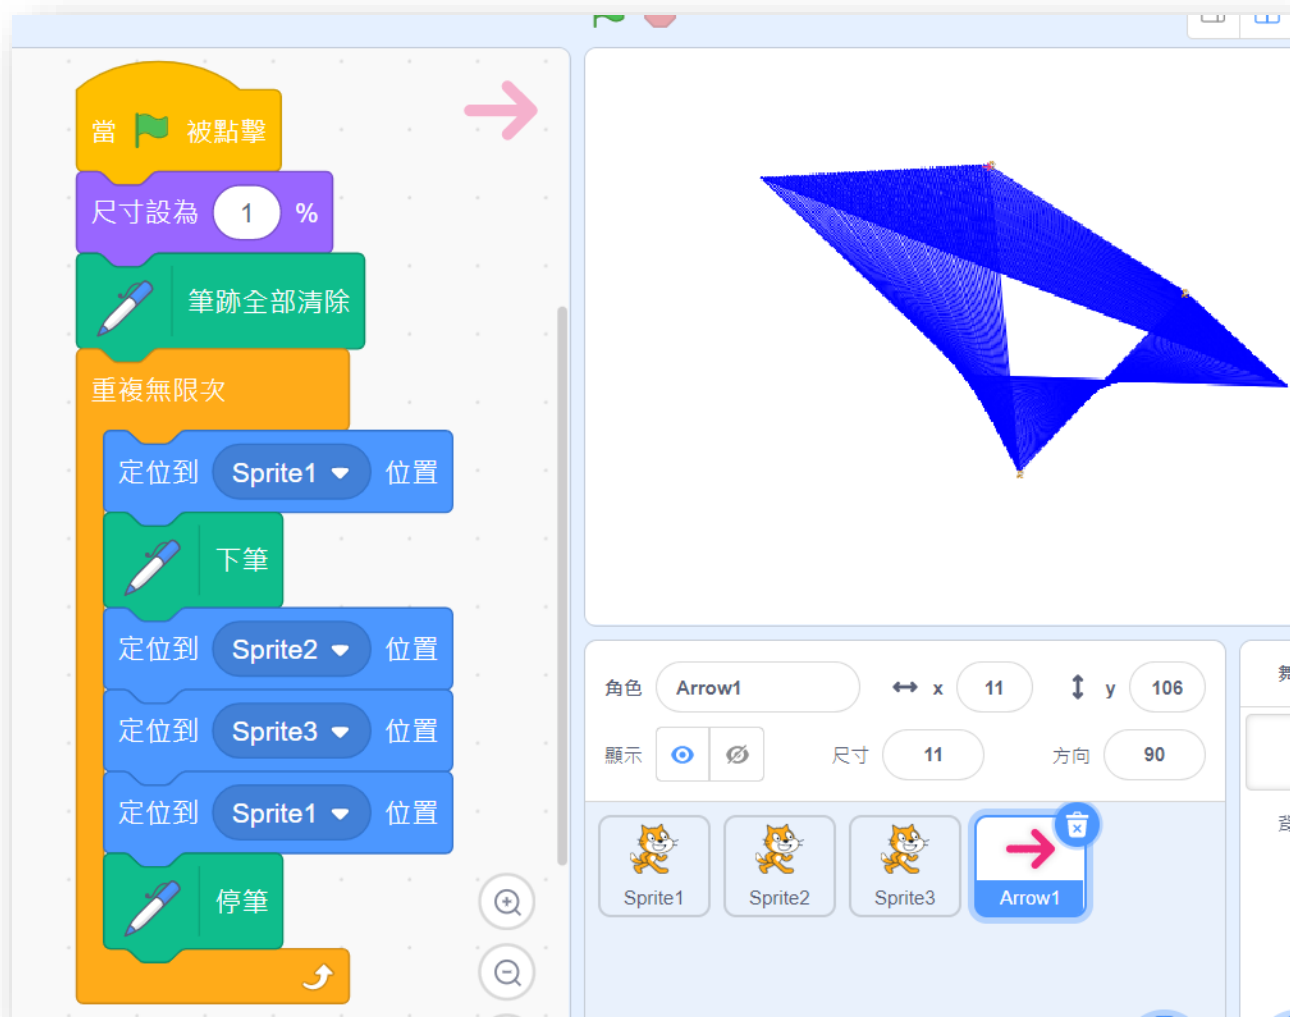 當 被點擊
尺寸設為 1 %
筆跡全部清除
重複無限次
定位到 Sprite1 位置
下筆
定位到 Sprite2 位置
定位到 Sprite3 位置
定位到 Sprite1 位置
停筆
角色 Arrow1 x 11 y 106
顯示 尺寸 11 方向 90
Sprite1 Sprite2 Sprite3 Arrow1